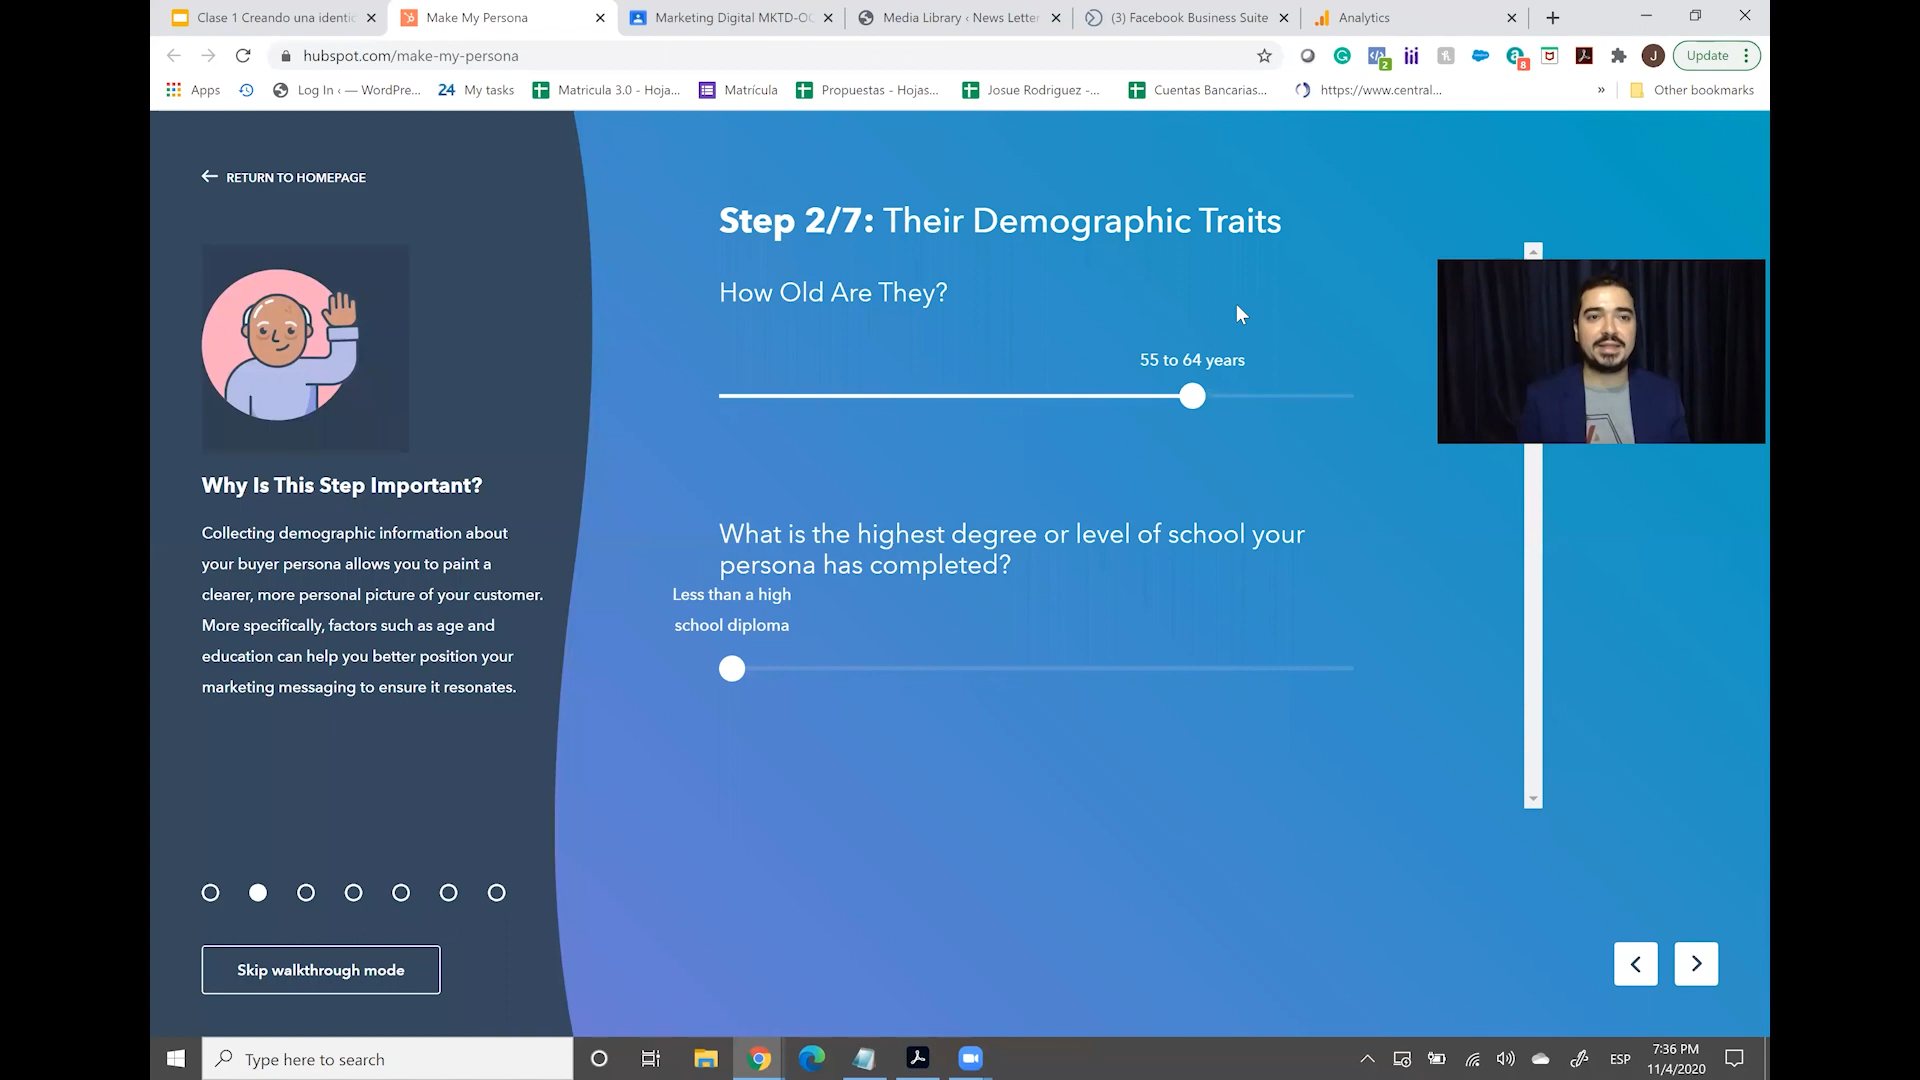 Clase 1 Creando una identi
Make My Persona
Marketing Digital MKTD-O
Media Library ‹ News Letter
(3) Facebook Business Suite
Analytics
hubspot.com/make-my-persona
2
8
J
Update
Apps
Log In ‹ — WordPre...
24 My tasks
Matricula 3.0 - Hoja...
Matrícula
Propuestas - Hojas...
Josue Rodriguez -...
Cuentas Bancarias...
https://www.central...
»
Other bookmarks
RETURN TO HOMEPAGE
Why Is This Step Important?
Collecting demographic information about
your buyer persona allows you to paint a
clearer, more personal picture of your customer.
More specifically, factors such as age and
education can help you better position your
marketing messaging to ensure it resonates.
Skip walkthrough mode
Step 2/7: Their Demographic Traits
How Old Are They?
55 to 64 years
What is the highest degree or level of school your
persona has completed?
Less than a high
school diploma
Type here to search
ESP
7:36 PM
11/4/2020